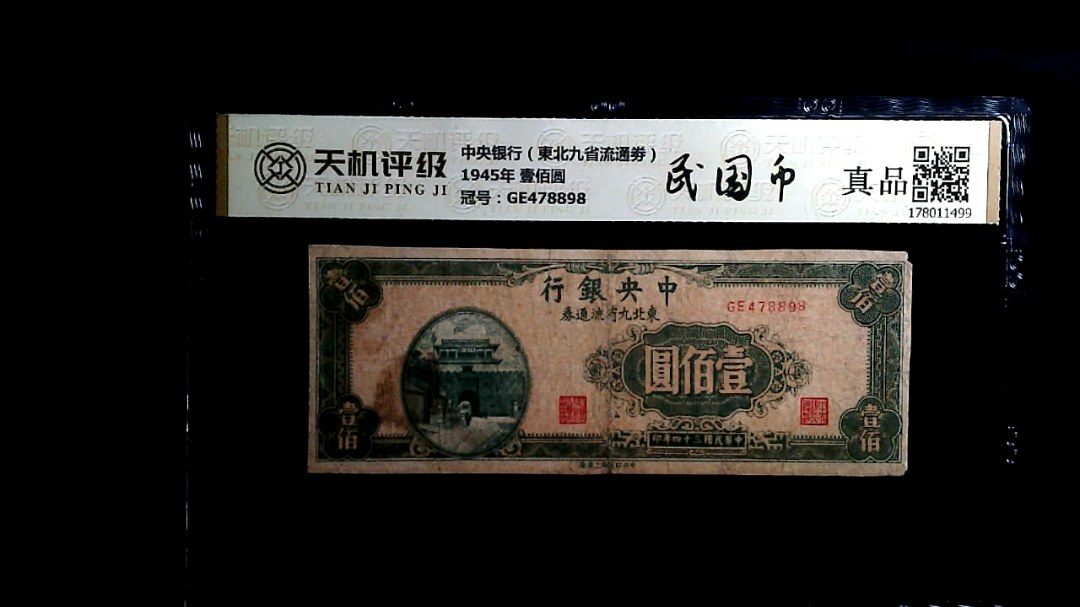 天机评级
TIAN JI PING JI
中央银行（東北九省流通券）
1945年 壹佰圆
冠号：GE478898
民国币
真品
178011499
行銀央中
券通流省九北東
GE478898
圓佰壹
印年四十三國民華中
壹佰
壹佰
壹佰
壹佰